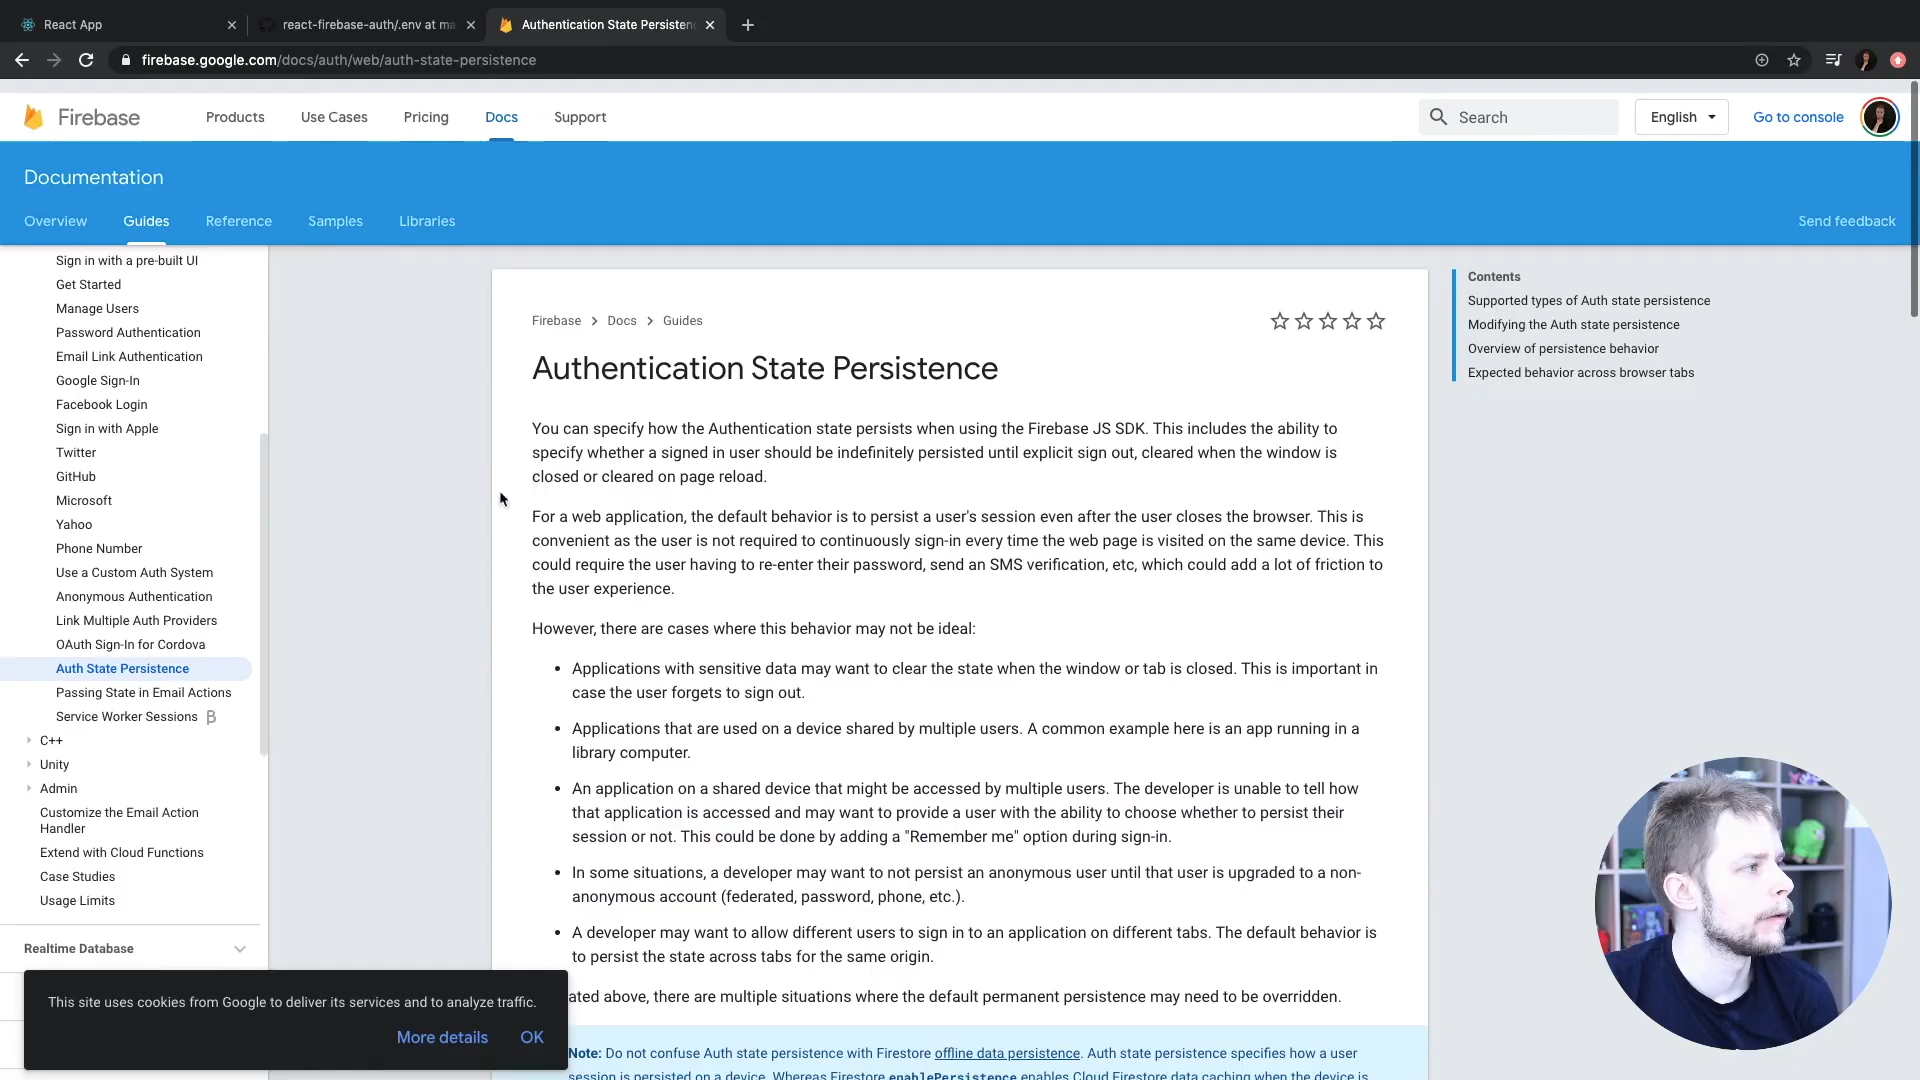 React App
react-firebase-auth/.env at ma
Authentication State Persisten
firebase.google.com/docs/auth/web/auth-state-persistence
Firebase
Products
Use Cases
Pricing
Docs
Support
Search
English
Go to console
Documentation
Overview
Guides
Reference
Samples
Libraries
Send feedback
Sign in with a pre-built UI
Get Started
Manage Users
Password Authentication
Email Link Authentication
Google Sign-In
Facebook Login
Sign in with Apple
Twitter
GitHub
Microsoft
Yahoo
Phone Number
Use a Custom Auth System
Anonymous Authentication
Link Multiple Auth Providers
OAuth Sign-In for Cordova
Auth State Persistence
Passing State in Email Actions
Service Worker Sessions β
C++
Unity
Admin
Customize the Email Action
Handler
Extend with Cloud Functions
Case Studies
Usage Limits
Realtime Database
This site uses cookies from Google to deliver its services and to analyze traffic.
More details
OK
Firebase > Docs > Guides
Authentication State Persistence
You can specify how the Authentication state persists when using the Firebase JS SDK. This includes the ability to
specify whether a signed in user should be indefinitely persisted until explicit sign out, cleared when the window is
closed or cleared on page reload.
For a web application, the default behavior is to persist a user's session even after the user closes the browser. This is
convenient as the user is not required to continuously sign-in every time the web page is visited on the same device. This
could require the user having to re-enter their password, send an SMS verification, etc, which could add a lot of friction to
the user experience.
However, there are cases where this behavior may not be ideal:
• Applications with sensitive data may want to clear the state when the window or tab is closed. This is important in
case the user forgets to sign out.
• Applications that are used on a device shared by multiple users. A common example here is an app running in a
library computer.
• An application on a shared device that might be accessed by multiple users. The developer is unable to tell how
that application is accessed and may want to provide a user with the ability to choose whether to persist their
session or not. This could be done by adding a "Remember me" option during sign-in.
• In some situations, a developer may want to not persist an anonymous user until that user is upgraded to a non-
anonymous account (federated, password, phone, etc.).
• A developer may want to allow different users to sign in to an application on different tabs. The default behavior is
to persist the state across tabs for the same origin.
ated above, there are multiple situations where the default permanent persistence may need to be overridden.
Note: Do not confuse Auth state persistence with Firestore offline data persistence. Auth state persistence specifies how a user
session is persisted on a device. Whereas Firestore enablePersistence enables Cloud Firestore data caching when the device is
Contents
Supported types of Auth state persistence
Modifying the Auth state persistence
Overview of persistence behavior
Expected behavior across browser tabs